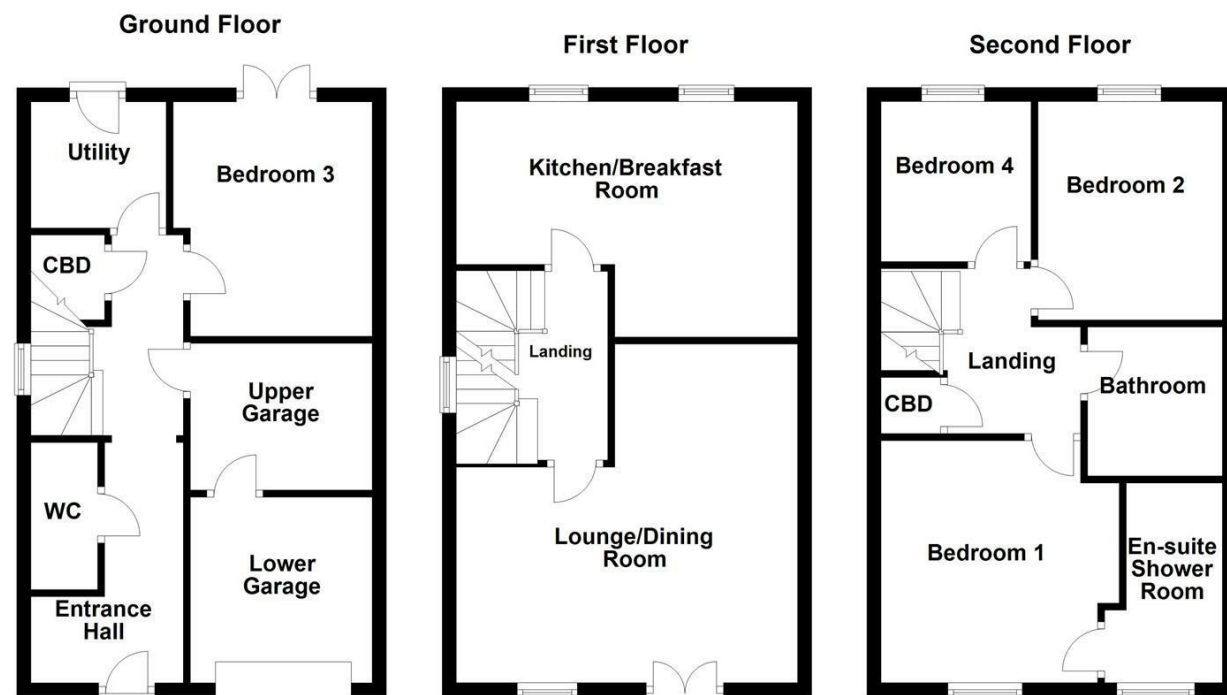 Ground Floor
Utility
Bedroom 3
CBD
Upper
Garage
WC
Lower
Garage
Entrance
Hall
First Floor
Kitchen/Breakfast
Room
Landing
Lounge/Dining
Room
Second Floor
Bedroom 4
Bedroom 2
Landing
CBD
Bathroom
Bedroom 1
En-suite
Shower
Room